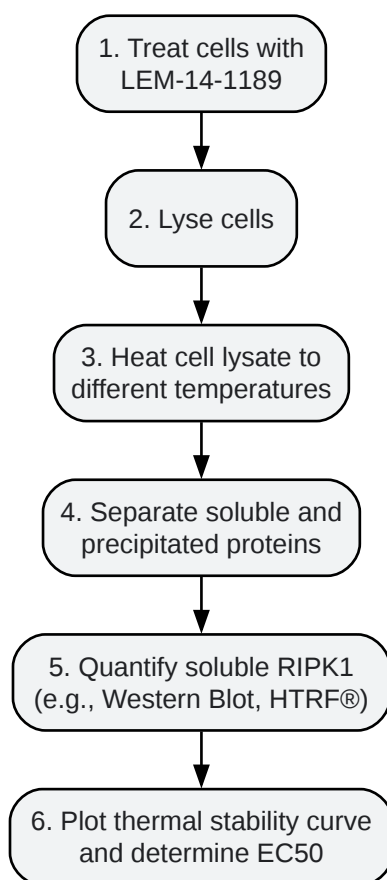 1. Treat cells with
LEM-14-1189
2. Lyse cells
3. Heat cell lysate to
different temperatures
4. Separate soluble and
precipitated proteins
5. Quantify soluble RIPK1
(e.g., Western Blot, HTRF®)
6. Plot thermal stability curve
and determine EC50